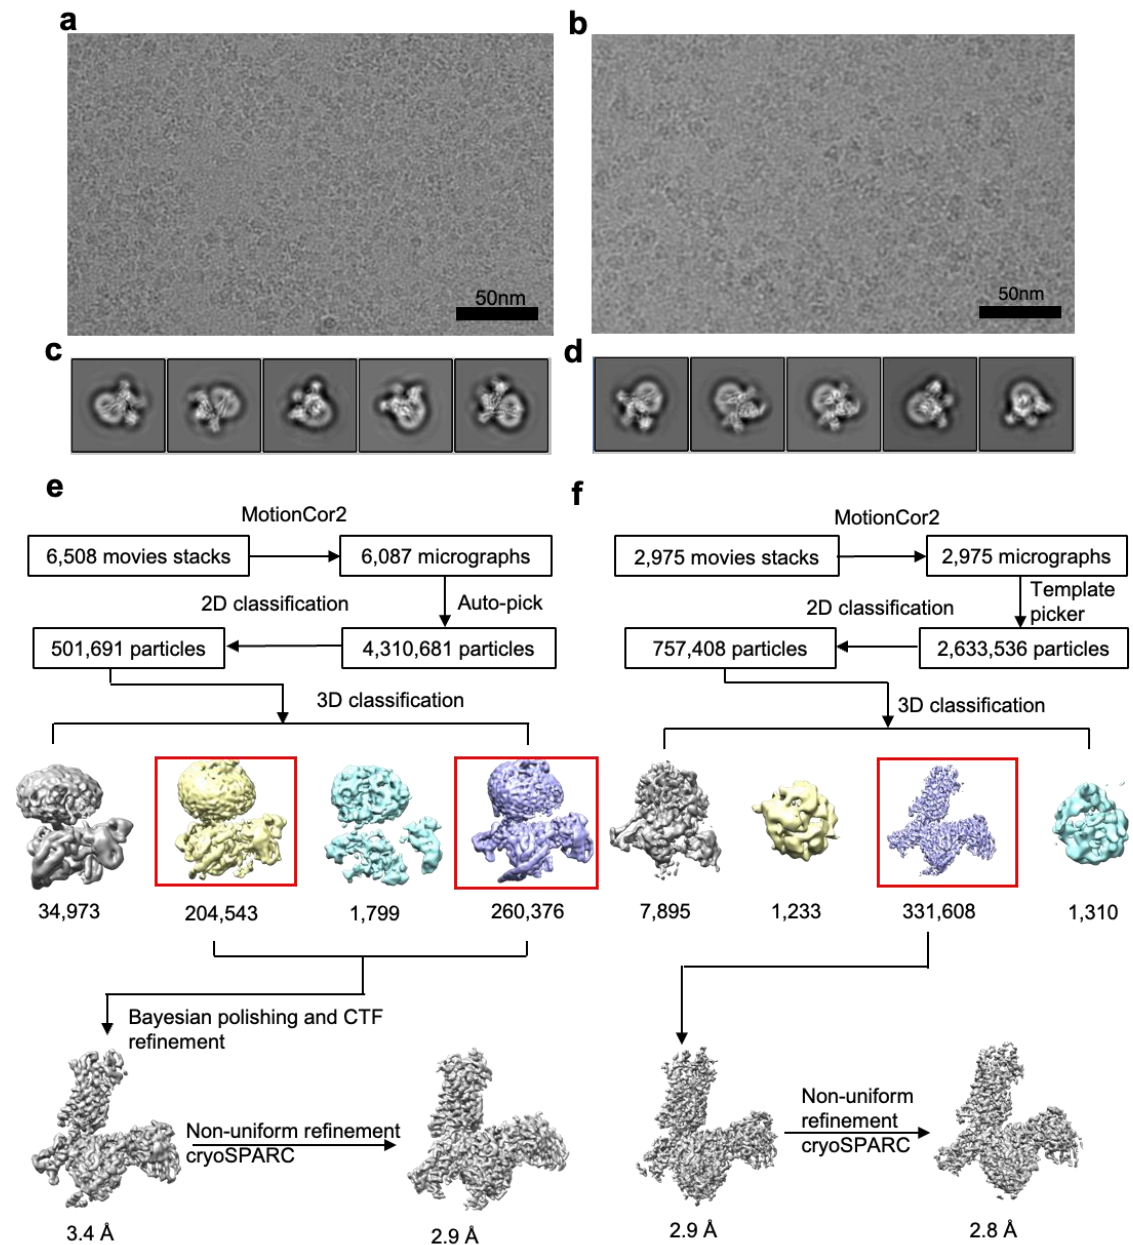 a
b
50nm
50nm
c
d
e
f
MotionCor2
6,508 movies stacks
6,087 micrographs
2D classification
Auto-pick
501,691 particles
4,310,681 particles
3D classification
34,973
204,543
1,799
260,376
Bayesian polishing and CTF
refinement
Non-uniform refinement
cryoSPARC
3.4 Å
2.9 Å
MotionCor2
2,975 movies stacks
2,975 micrographs
2D classification
Template
picker
757,408 particles
2,633,536 particles
3D classification
7,895
1,233
331,608
1,310
Non-uniform
refinement
cryoSPARC
2.9 Å
2.8 Å